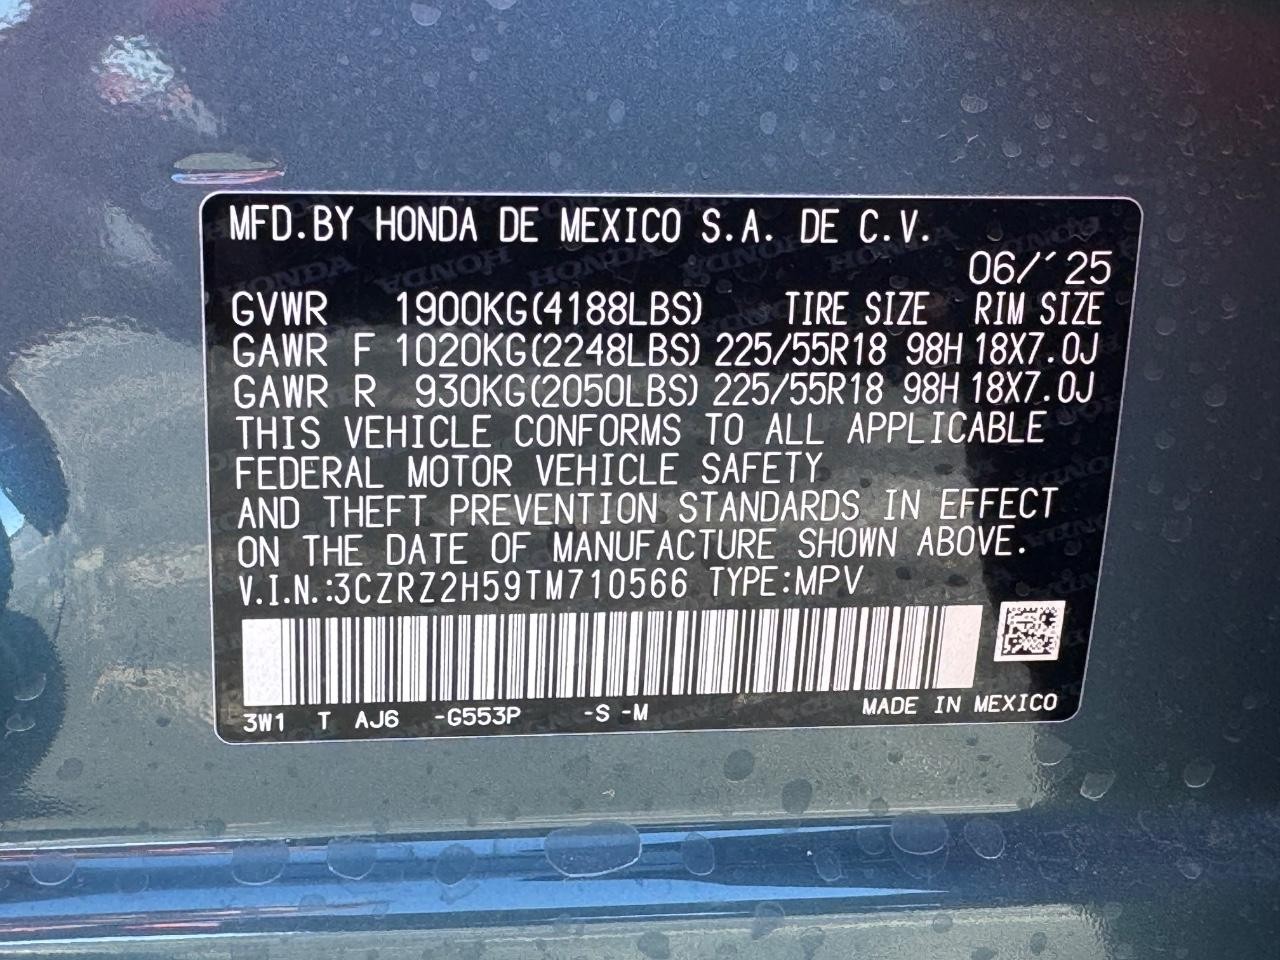 MFD.BY HONDA DE MEXICO S.A. DE C.V.
06/´25
GVWR 1900KG(4188LBS) TIRE SIZE RIM SIZE
GAWR F 1020KG(2248LBS) 225/55R18 98H 18X7.0J
GAWR R 930KG(2050LBS) 225/55R18 98H 18X7.0J
THIS VEHICLE CONFORMS TO ALL APPLICABLE
FEDERAL MOTOR VEHICLE SAFETY
AND THEFT PREVENTION STANDARDS IN EFFECT
ON THE DATE OF MANUFACTURE SHOWN ABOVE.
V.I.N.:3CZRZ2H59TM710566 TYPE:MPV
3W1 T AJ6 -G553P -S -M MADE IN MEXICO